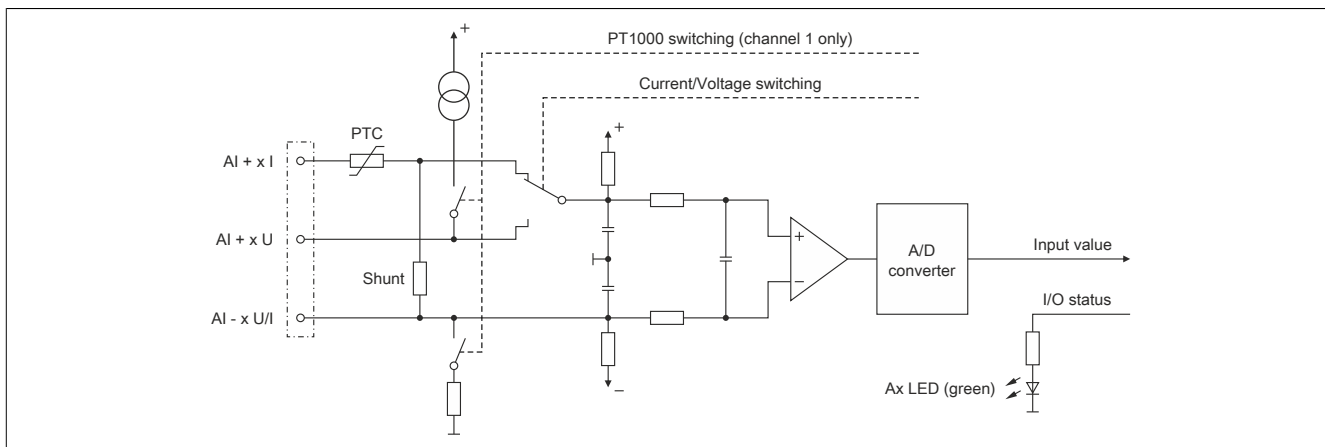 +
PT1000 switching (channel 1 only)
Current/Voltage switching
+
PTC
AI + x I
AI + x U
Shunt
AI - x U/I
+
−
A/D
converter
Input value
I/O status
−
Ax LED (green)